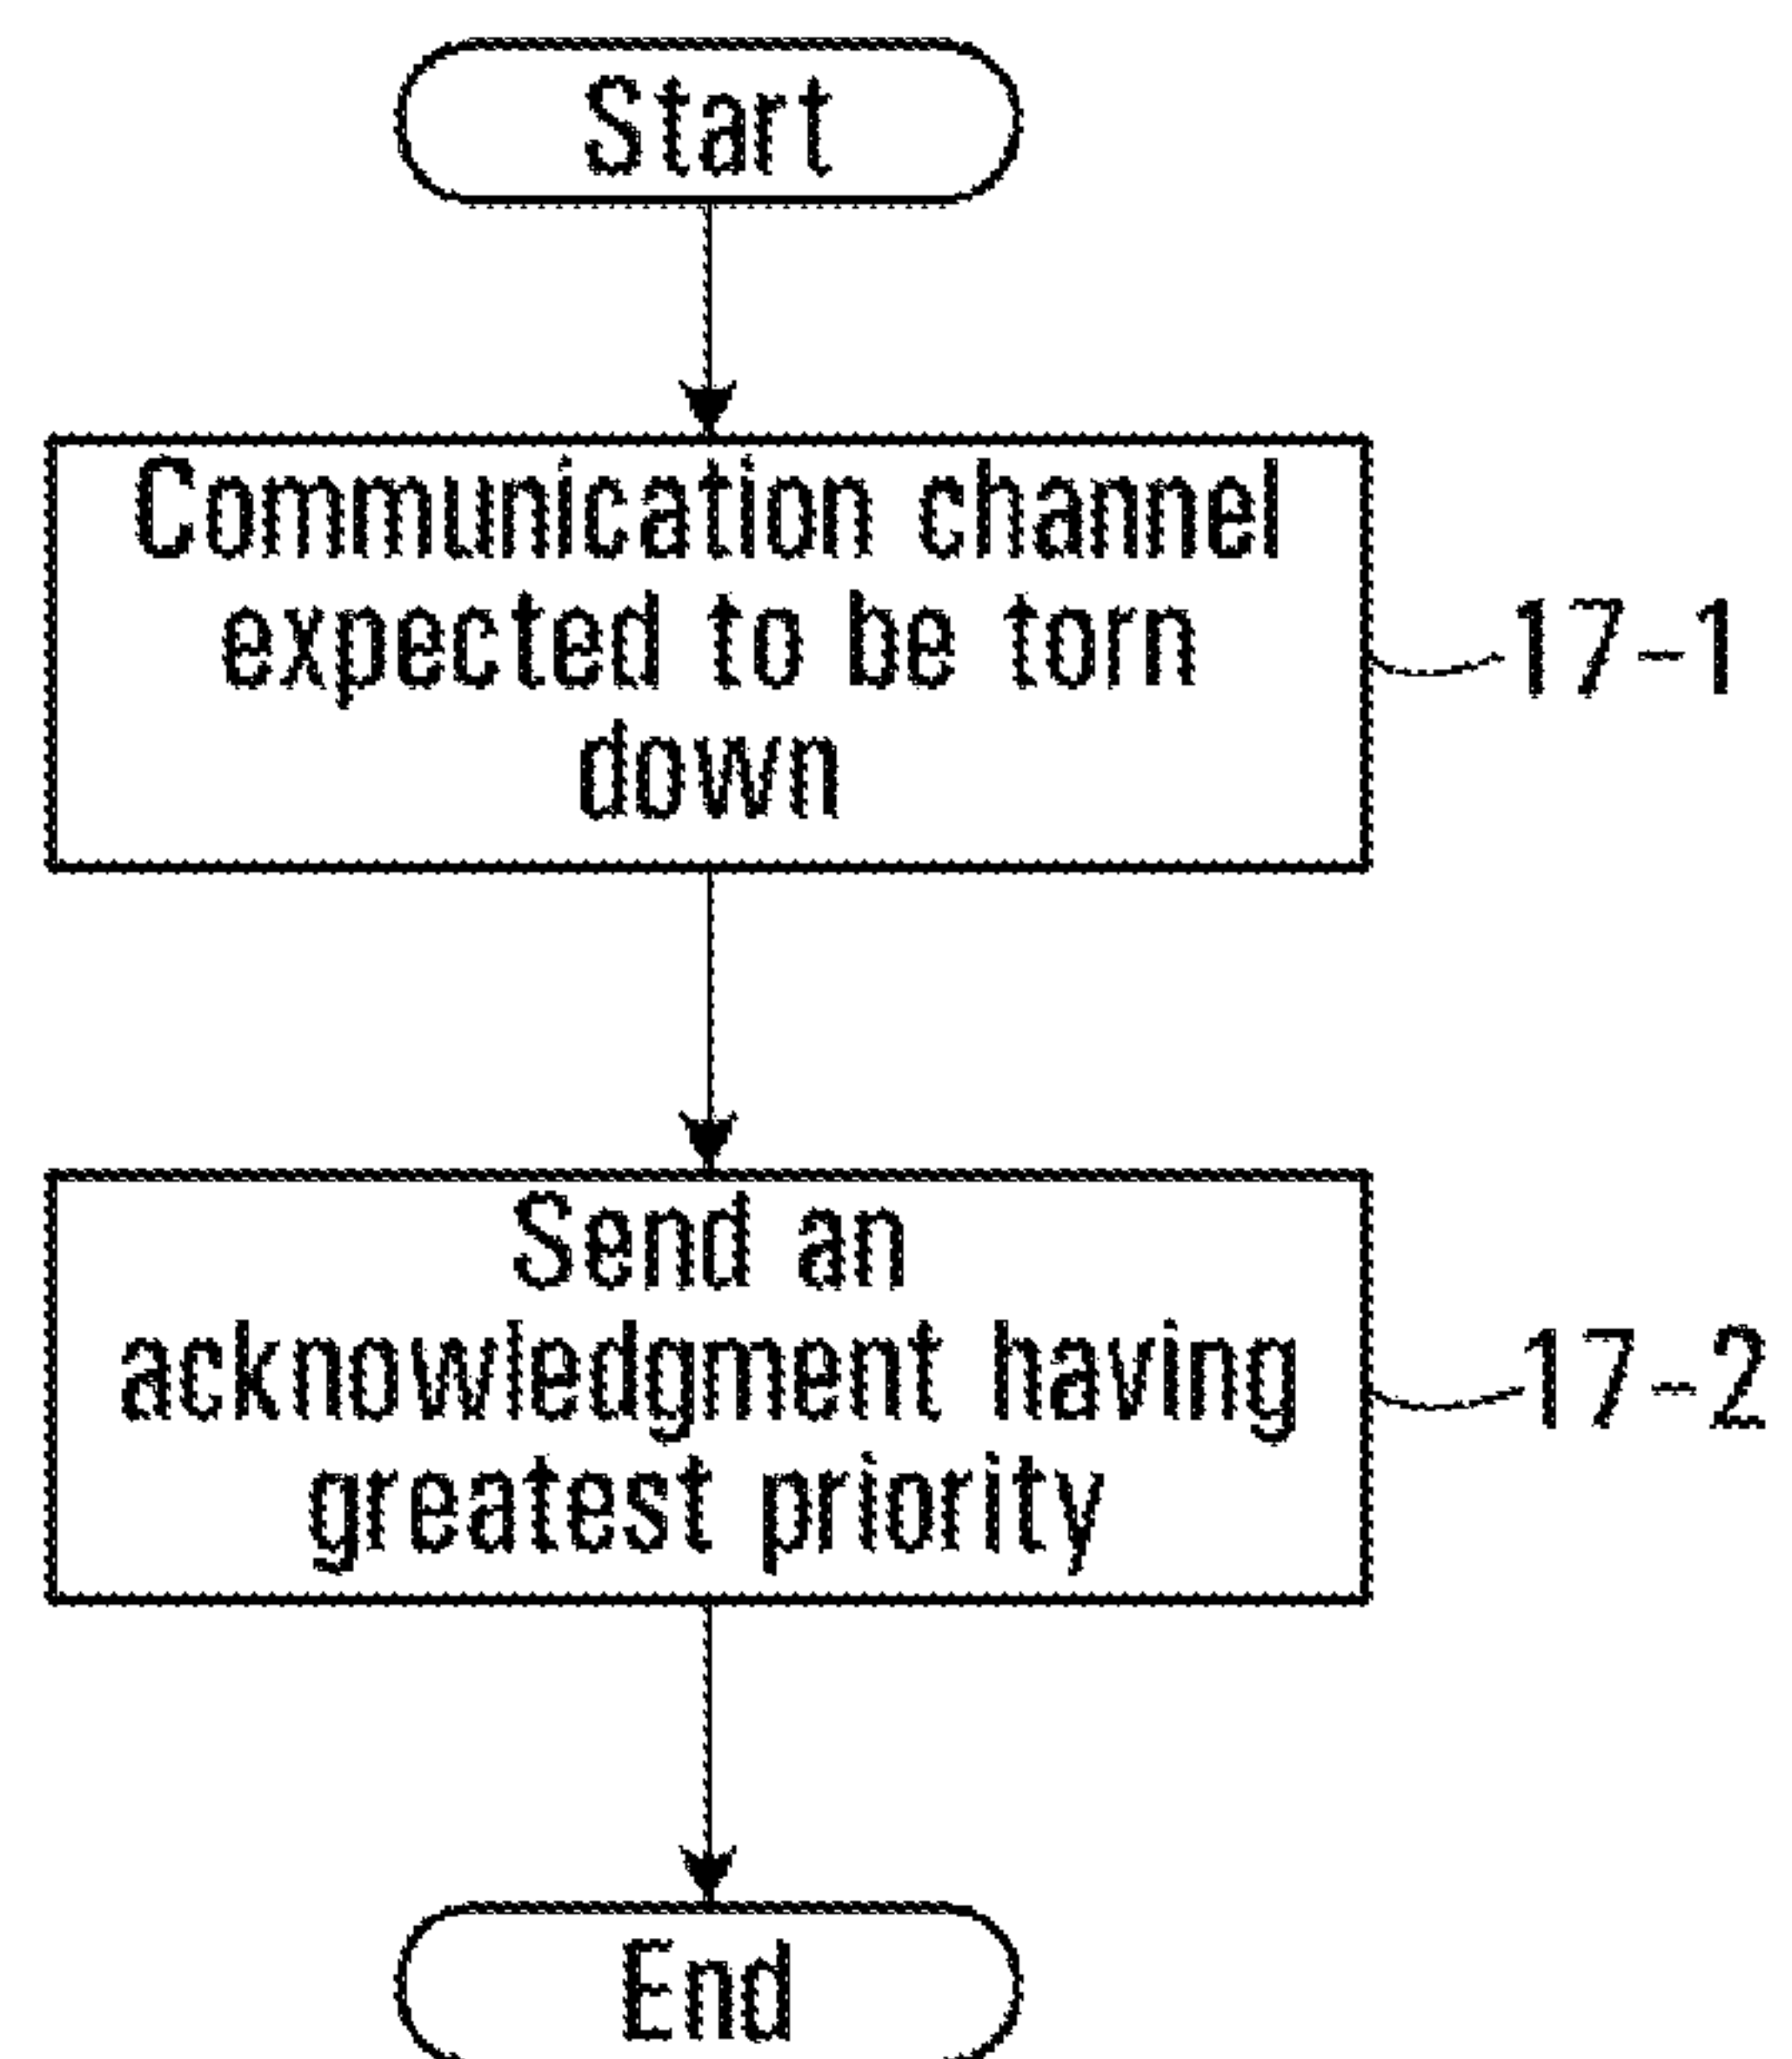 Start
Communication channel
expected to be torn
down
17-1
Send an
acknowledgment having
greatest priority
17-2
End